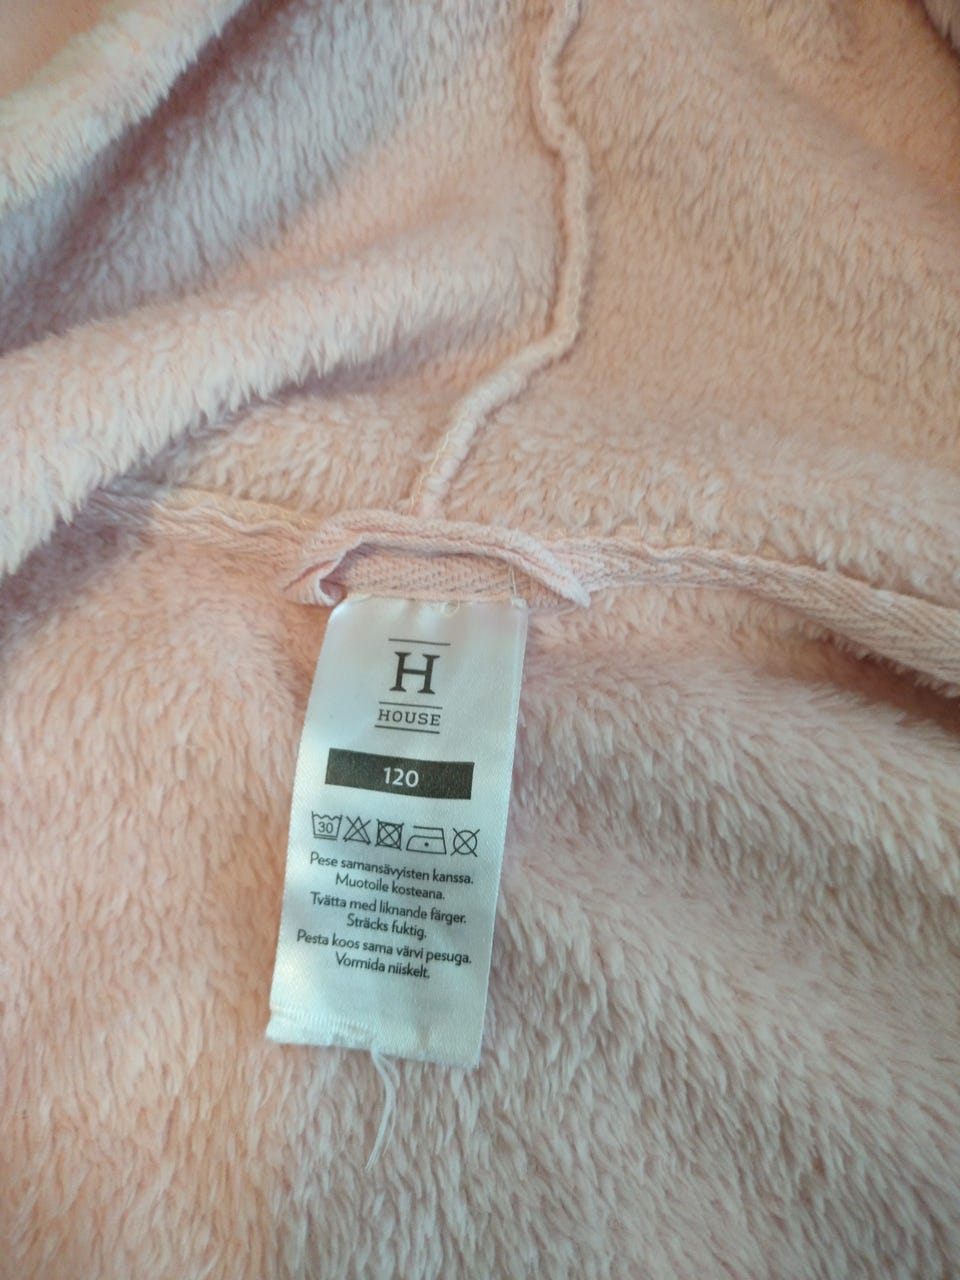 H
HOUSE
120
30
Pese samansävyisten kanssa.
Muotoile kosteana.
Tvätta med liknande färger.
Sträcks fuktig.
Pesta koos sama värvi pesuga.
Vormida niiskelt.